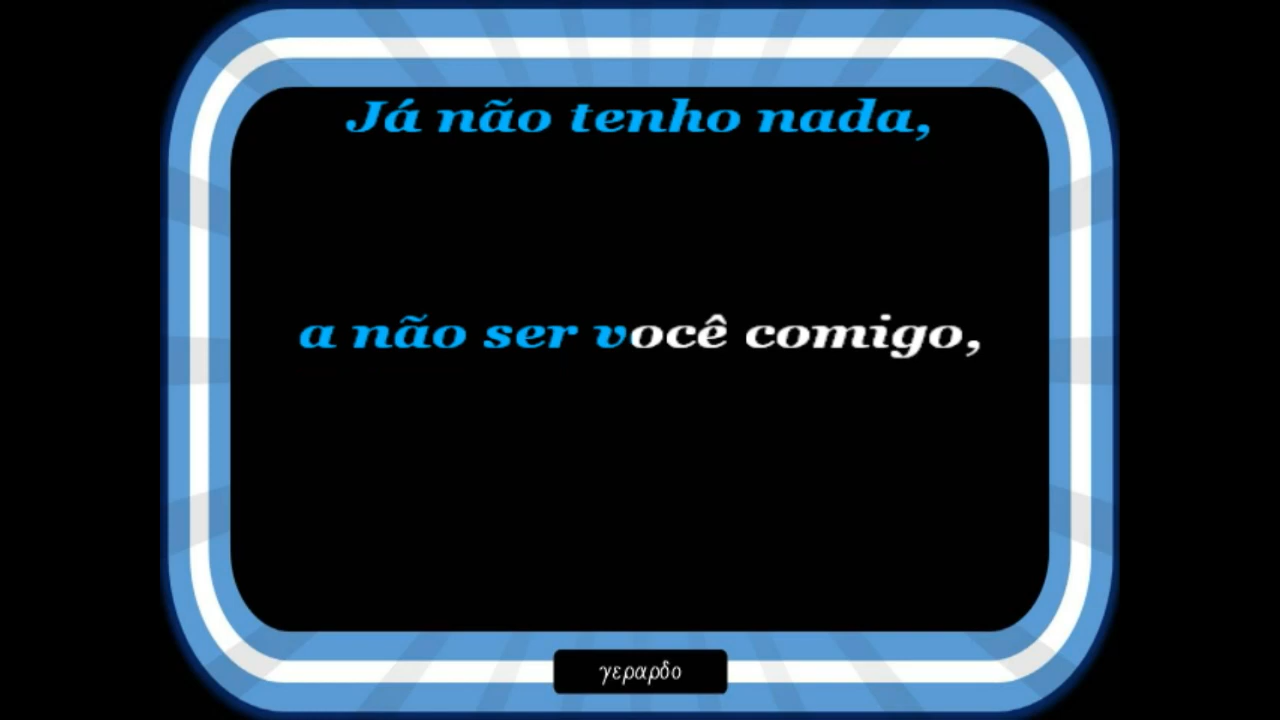 Já não tenho nada,
a não ser você comigo,
γεραρδο